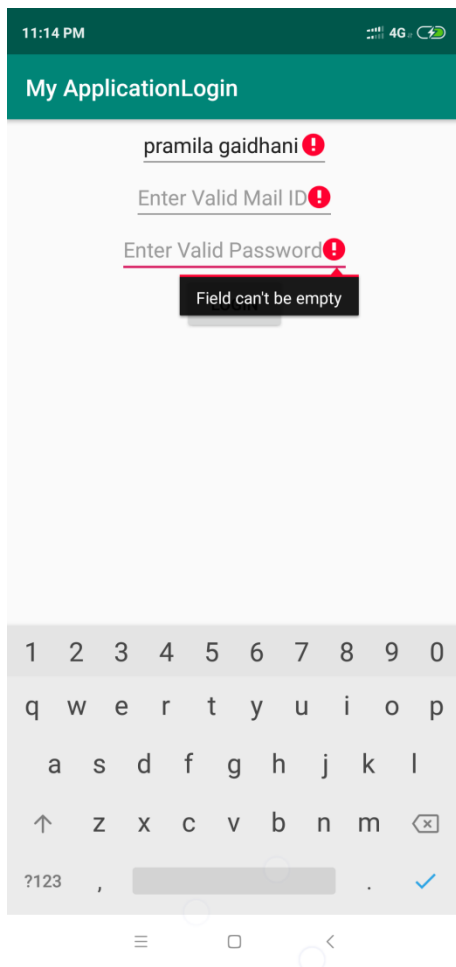 11:14 PM 4G
My ApplicationLogin
pramila gaidhani
Enter Valid Mail ID
Enter Valid Password
Field can't be empty
LOGIN
1 2 3 4 5 6 7 8 9 0
q w e r t y u i o p
a s d f g h j k l
z x c v b n m
?123 , .